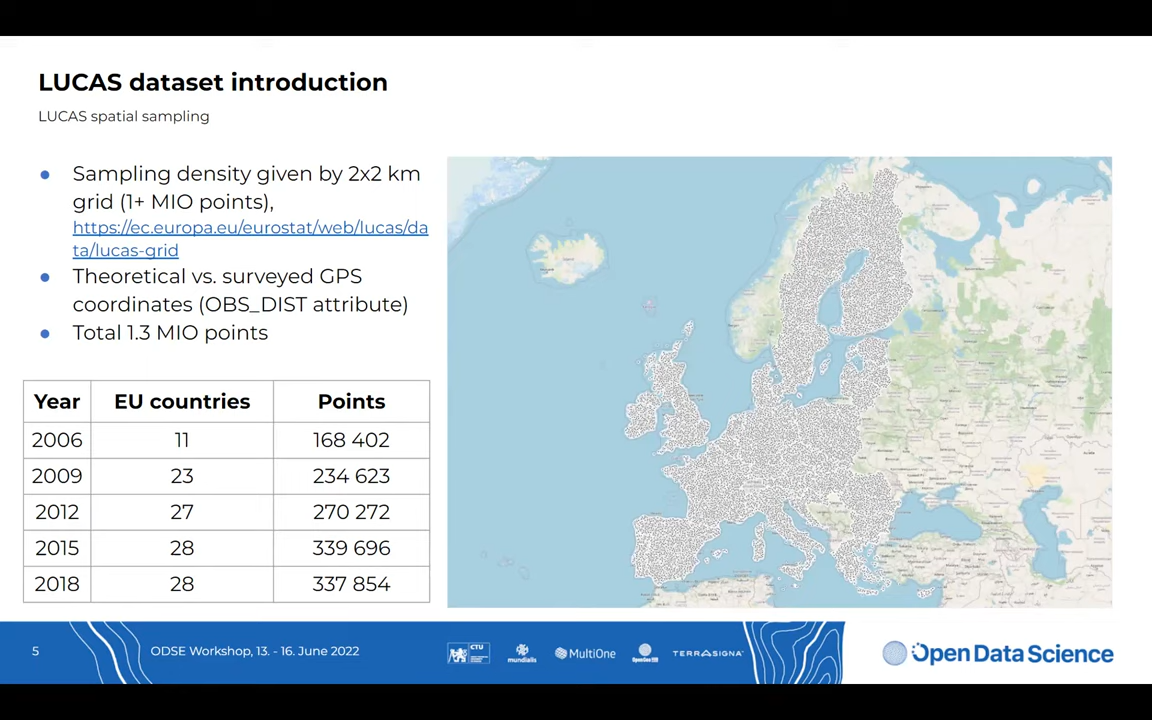 LUCAS dataset introduction
LUCAS spatial sampling
● Sampling density given by 2x2 km
grid (1+ MIO points),
https://ec.europa.eu/eurostat/web/lucas/da
ta/lucas-grid
● Theoretical vs. surveyed GPS
coordinates (OBS_DIST attribute)
● Total 1.3 MIO points
Year EU countries Points
2006 11 168 402
2009 23 234 623
2012 27 270 272
2015 28 339 696
2018 28 337 854
5
ODSE Workshop, 13. - 16. June 2022
CTU
mundialis
MultiOne
TERRASIGNA
Open Data Science